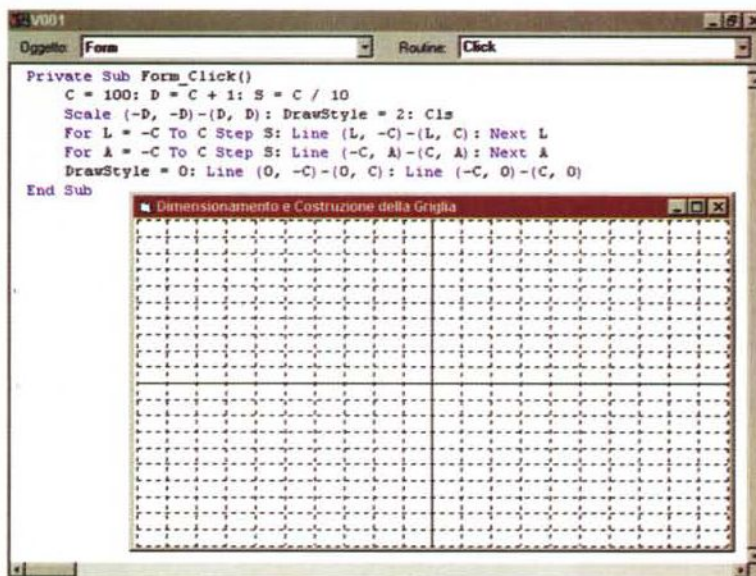 V001
Oggetto: Form Routine: Click
Private Sub Form_Click()
C = 100: D = C + 1: S = C / 10
Scale (-D, -D)-(D, D): DrawStyle = 2: Cls
For L = -C To C Step S: Line (L, -C)-(L, C): Next L
For A = -C To C Step S: Line (-C, A)-(C, A): Next A
DrawStyle = 0: Line (0, -C)-(0, C): Line (-C, 0)-(C, 0)
End Sub
Dimensionamento e Costruzione della Griglia